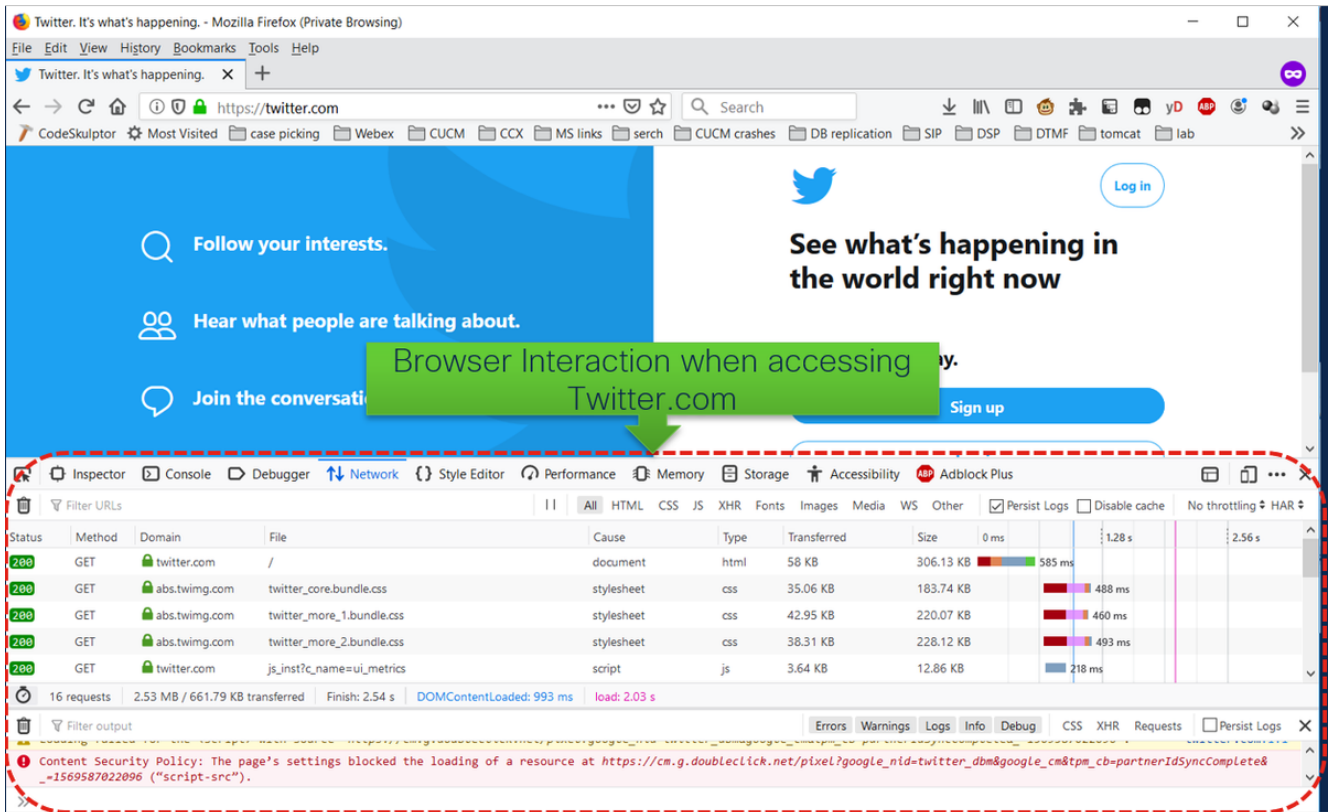 Twitter. It's what's happening. - Mozilla Firefox (Private Browsing)
File Edit View History Bookmarks Tools Help
Twitter. It's what's happening.
https://twitter.com
Search
yD ABP
CodeSkulptor Most Visited case picking Webex CUCM CCX MS links serch CUCM crashes DB replication SIP DSP DTMF tomcat lab
Log in
Follow your interests.
See what's happening in
the world right now
Hear what people are talking about.
Browser Interaction when accessing
Twitter.com
y.
Join the conversati
Sign up
Inspector Console Debugger Network {} Style Editor Performance Memory Storage Accessibility ABP Adblock Plus
Filter URLs
All HTML CSS JS XHR Fonts Images Media WS Other Persist Logs Disable cache No throttling HAR
Status Method Domain File Cause Type Transferred Size 0 ms 1.28 s 2.56 s
200 GET twitter.com / document html 58 KB 306.13 KB 585 ms
200 GET abs.twimg.com twitter_core.bundle.css stylesheet css 35.06 KB 183.74 KB 488 ms
200 GET abs.twimg.com twitter_more_1.bundle.css stylesheet css 42.95 KB 220.07 KB 460 ms
200 GET abs.twimg.com twitter_more_2.bundle.css stylesheet css 38.31 KB 228.12 KB 493 ms
200 GET twitter.com js_inst?c_name=ui_metrics script js 3.64 KB 12.86 KB 218 ms
16 requests 2.53 MB / 661.79 KB transferred Finish: 2.54 s DOMContentLoaded: 993 ms load: 2.03 s
Filter output
Errors Warnings Logs Info Debug CSS XHR Requests Persist Logs
Content Security Policy: The page's settings blocked the loading of a resource at https://cm.g.doubleclick.net/pixel?google_nid=twitter_dbm&google_cm&tpm_cb=partnerIdSyncComplete&
_=1569587022096 ("script-src").